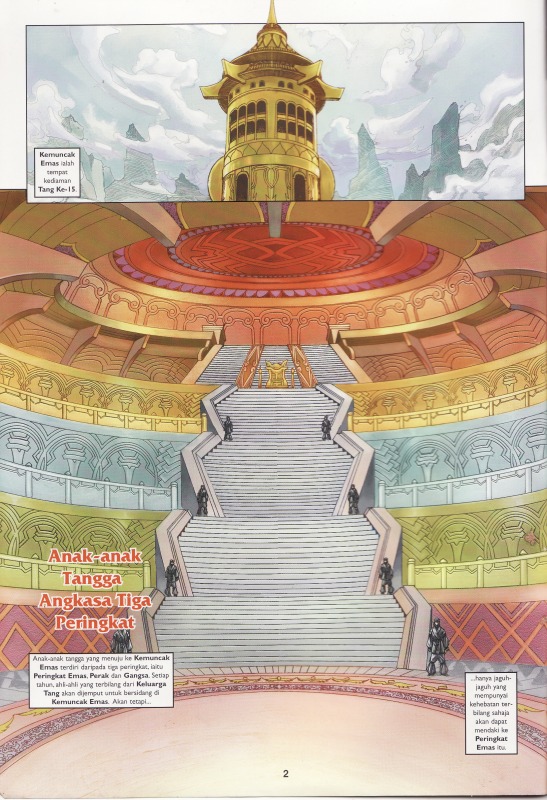 Kemuncak
Emas ialah
tempat
kediaman
Tang Ke-15.
Anak-anak
Tangga
Angkasa Tiga
Peringkat
Anak-anak tangga yang menuju ke Kemuncak
Emas terdiri daripada tiga peringkat, iaitu
Peringkat Emas, Perak dan Gangsa. Setiap
tahun, ahli-ahli yang terbilang dari Keluarga
Tang akan dijemput untuk bersidang di
Kemuncak Emas. Akan tetapi...
...hanya jaguh-
jaguh yang
mempunyai
kehebatan ter-
bilang sahaja
akan dapat
mendaki ke
Peringkat
Emas itu.
2